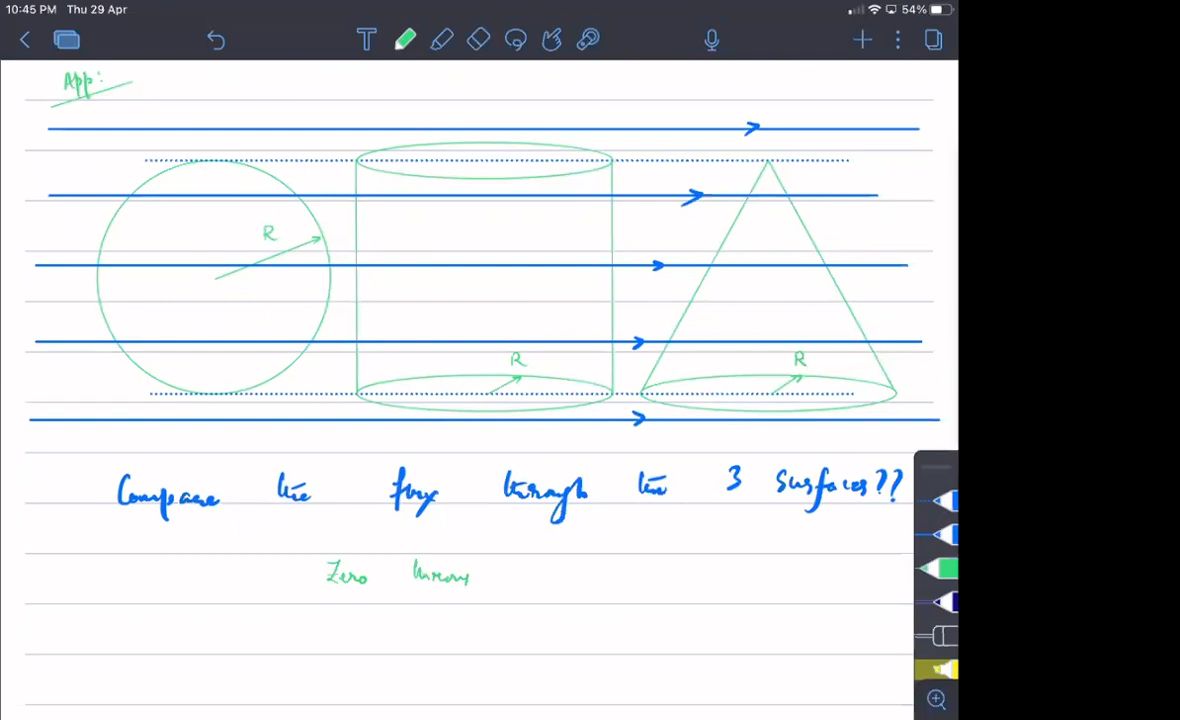 10:45 PM Thu 29 Apr 54%
App:
R
R
R
Compare the flux through the 3 surfaces??
Zero